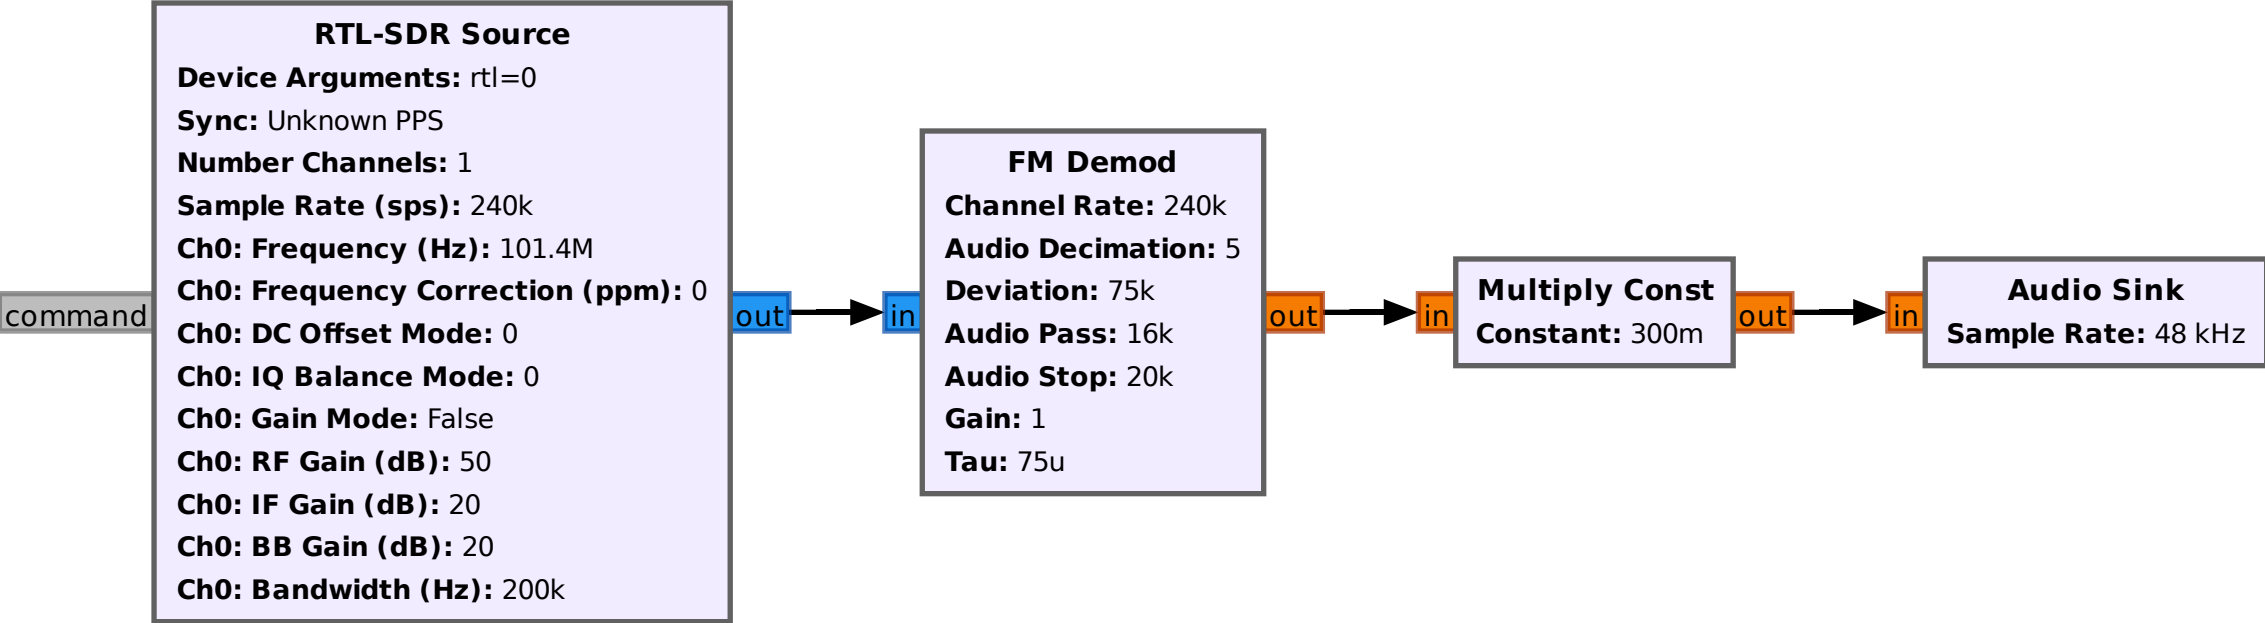 command
RTL-SDR Source
Device Arguments: rtl=0
Sync: Unknown PPS
Number Channels: 1
Sample Rate (sps): 240k
Ch0: Frequency (Hz): 101.4M
Ch0: Frequency Correction (ppm): 0
Ch0: DC Offset Mode: 0
Ch0: IQ Balance Mode: 0
Ch0: Gain Mode: False
Ch0: RF Gain (dB): 50
Ch0: IF Gain (dB): 20
Ch0: BB Gain (dB): 20
Ch0: Bandwidth (Hz): 200k
out
in
FM Demod
Channel Rate: 240k
Audio Decimation: 5
Deviation: 75k
Audio Pass: 16k
Audio Stop: 20k
Gain: 1
Tau: 75u
out
in
Multiply Const
Constant: 300m
out
in
Audio Sink
Sample Rate: 48 kHz